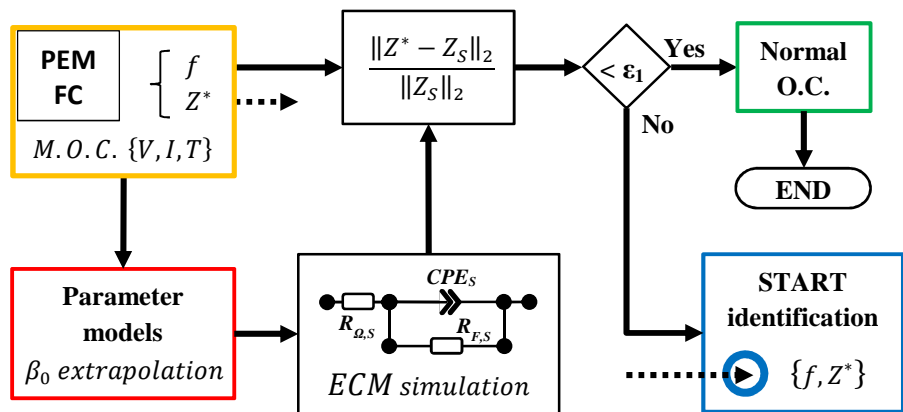 PEM
FC
f
Z*
M.O.C. {V, I, T}
‖Z* − Z_S‖₂
‖Z_S‖₂
< ε₁
Yes
No
Normal
O.C.
END
Parameter
models
β₀ extrapolation
CPE_S
R_Ω,S
R_F,S
ECM simulation
START
identification
{f, Z*}